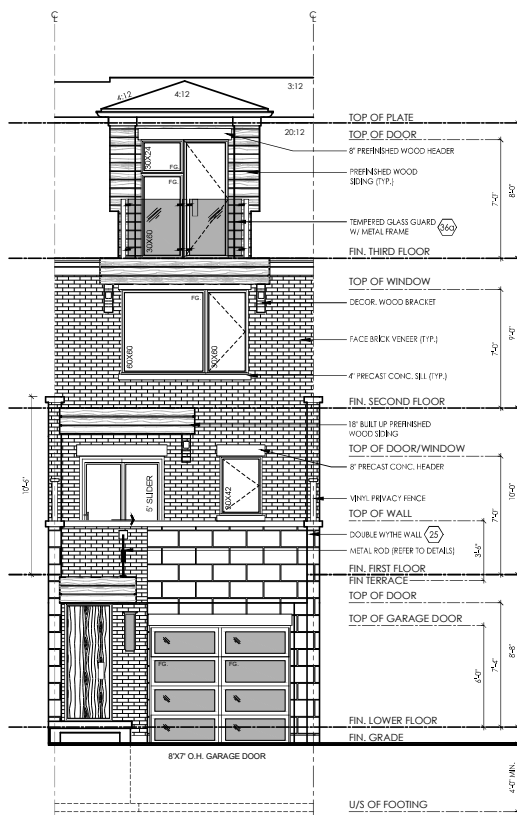 ℄ ℄
4:12 4:12 3:12
TOP OF PLATE
20:12 TOP OF DOOR
30X24 8" PREFINISHED WOOD HEADER
FG.
PREFINISHED WOOD
SIDING (TYP.)
FG.
7'-0" 8'-0"
30X60
TEMPERED GLASS GUARD
W/ METAL FRAME 36a
FIN. THIRD FLOOR
TOP OF WINDOW
FG. DECOR. WOOD BRACKET
60X60 30X60
FACE BRICK VENEER (TYP.)
7'-0" 9'-0"
4" PRECAST CONC. SILL (TYP.)
FIN. SECOND FLOOR
18" BUILT UP PREFINISHED
WOOD SIDING
TOP OF DOOR/WINDOW
8" PRECAST CONC. HEADER
10'-6" 5' SLIDER
VINYL PRIVACY FENCE
7'-0" 10'-0"
TOP OF WALL
DOUBLE WYTHE WALL 25
3'-6"
METAL ROD (REFER TO DETAILS)
FIN. FIRST FLOOR
FIN TERRACE
TOP OF DOOR
TOP OF GARAGE DOOR
FG. FG.
6'-0" 7'-4" 8'-8"
FIN. LOWER FLOOR
FIN. GRADE
8'X7' O.H. GARAGE DOOR
4'-0" MIN.
U/S OF FOOTING